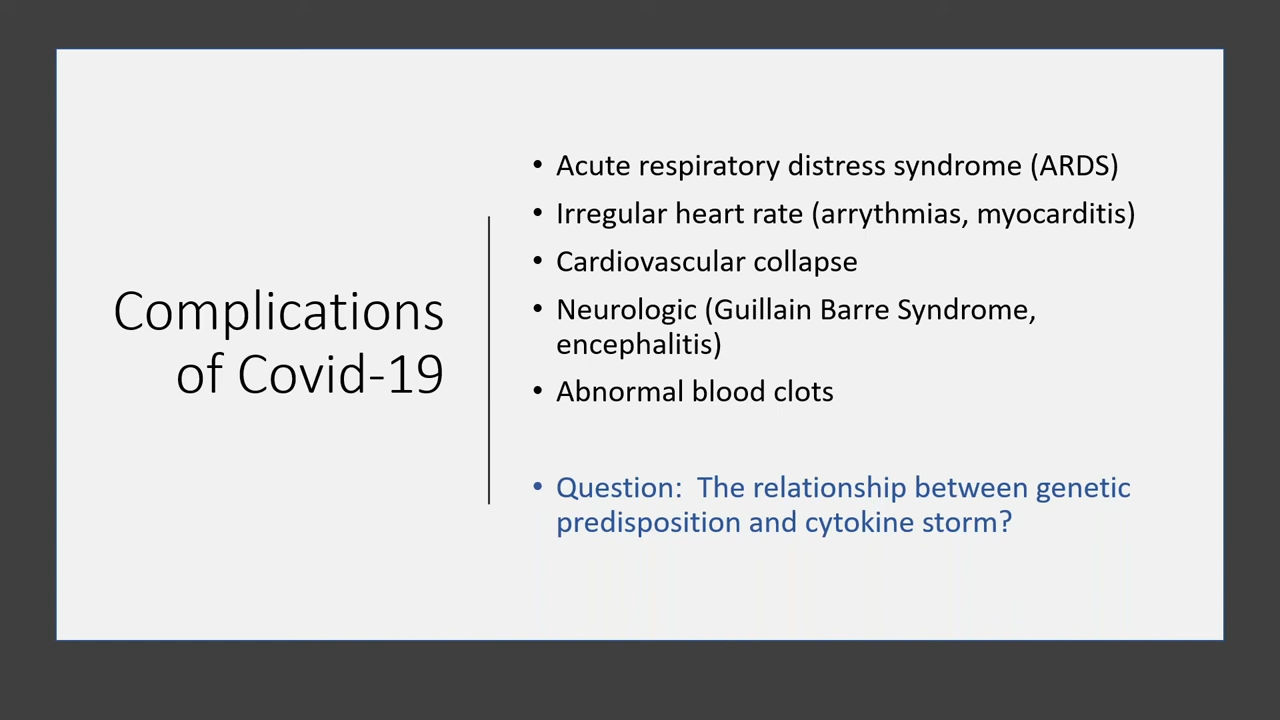 Complications
of Covid-19
• Acute respiratory distress syndrome (ARDS)
• Irregular heart rate (arrythmias, myocarditis)
• Cardiovascular collapse
• Neurologic (Guillain Barre Syndrome,
encephalitis)
• Abnormal blood clots
• Question:  The relationship between genetic
predisposition and cytokine storm?